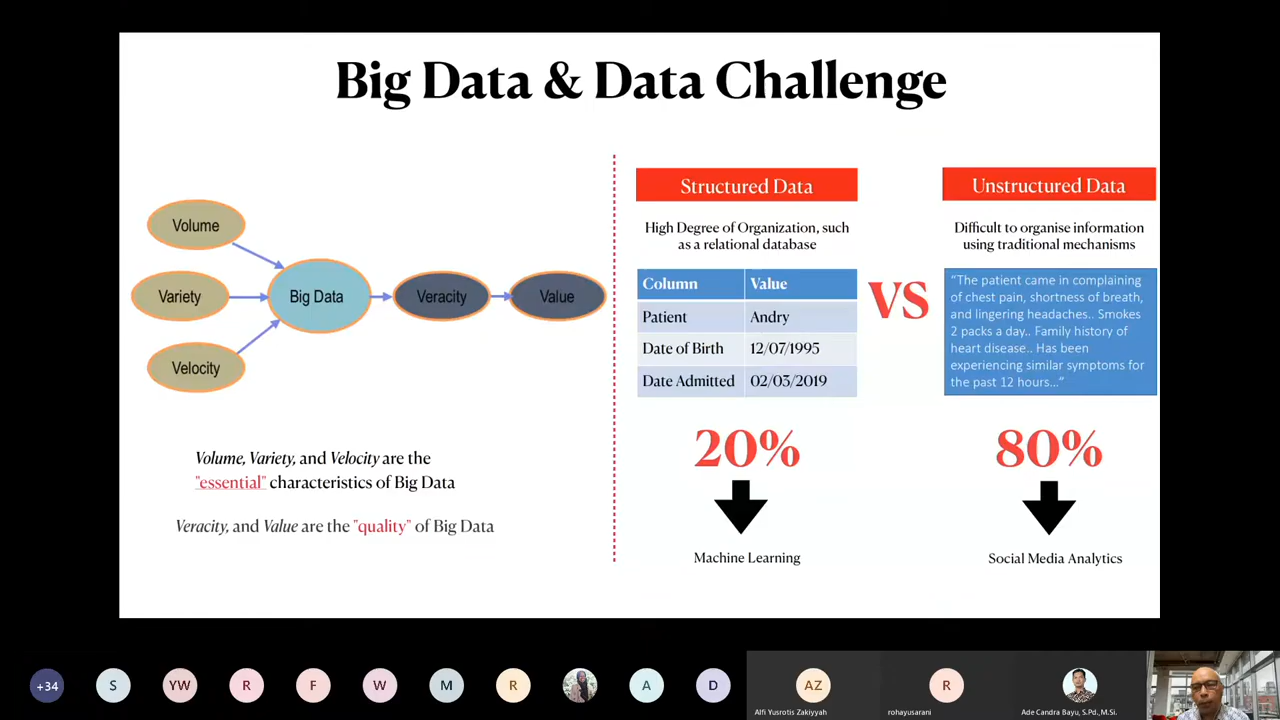 Big Data & Data Challenge
Volume
Variety
Velocity
Big Data
Veracity
Value
Volume, Variety, and Velocity are the
"essential" characteristics of Big Data
Veracity, and Value are the "quality" of Big Data
Structured Data
High Degree of Organization, such
as a relational database
Column Value
Patient Andry
Date of Birth 12/07/1995
Date Admitted 02/03/2019
20%
Machine Learning
VS
Unstructured Data
Difficult to organise information
using traditional mechanisms
“The patient came in complaining
of chest pain, shortness of breath,
and lingering headaches.. Smokes
2 packs a day.. Family history of
heart disease.. Has been
experiencing similar symptoms for
the past 12 hours…”
80%
Social Media Analytics
+34
S
YW
R
F
W
M
R
A
D
AZ
Alfi Yusrotis Zakiyyah
R
rohayusarani
Ade Candra Bayu, S.Pd.,M.Si.